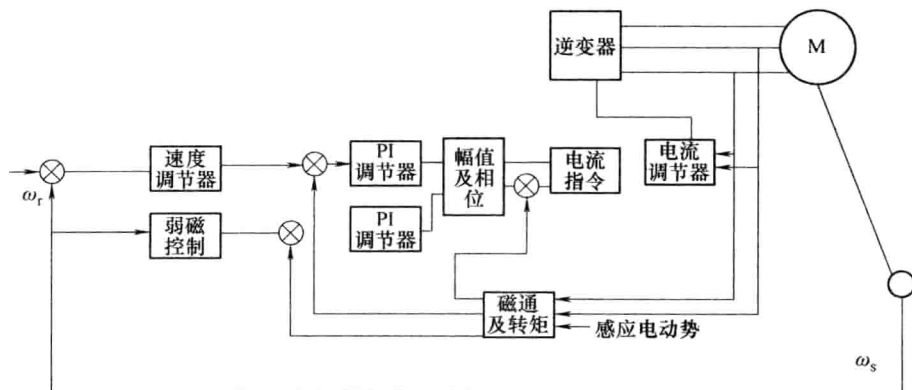 逆变器
M
速度
调节器
PI
调节器
幅值
及相
位
电流
指令
电流
调节器
ωr
弱磁
控制
PI
调节器
磁通
及转矩
感应电动势
ωs